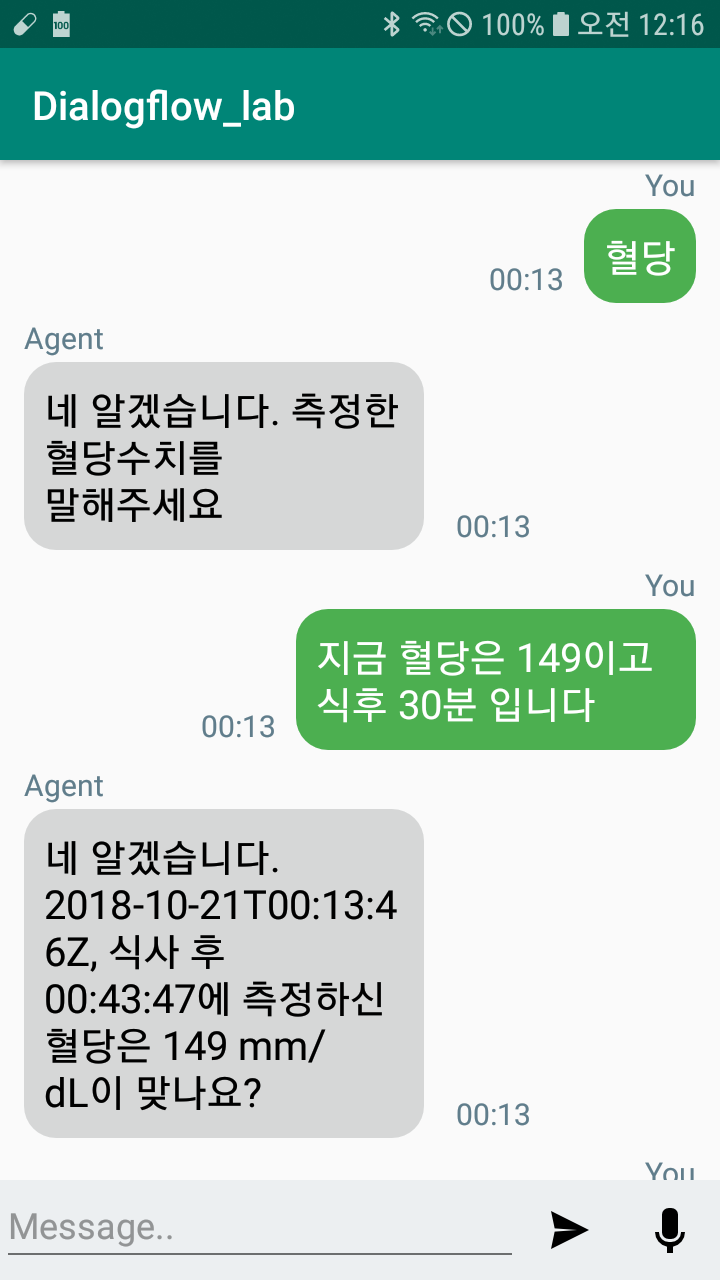 100
100% 오전 12:16
Dialogflow_lab
You
혈당
00:13
Agent
네 알겠습니다. 측정한
혈당수치를
말해주세요
00:13
You
지금 혈당은 149이고
식후 30분 입니다
00:13
Agent
네 알겠습니다.
2018-10-21T00:13:4
6Z, 식사 후
00:43:47에 측정하신
혈당은 149 mm/
dL이 맞나요?
00:13
You
Message..